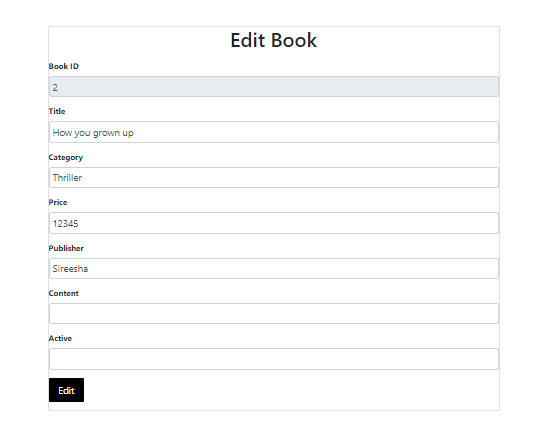 Edit Book
Book ID
2
Title
How you grown up
Category
Thriller
Price
12345
Publisher
Sireesha
Content
Active
Edit